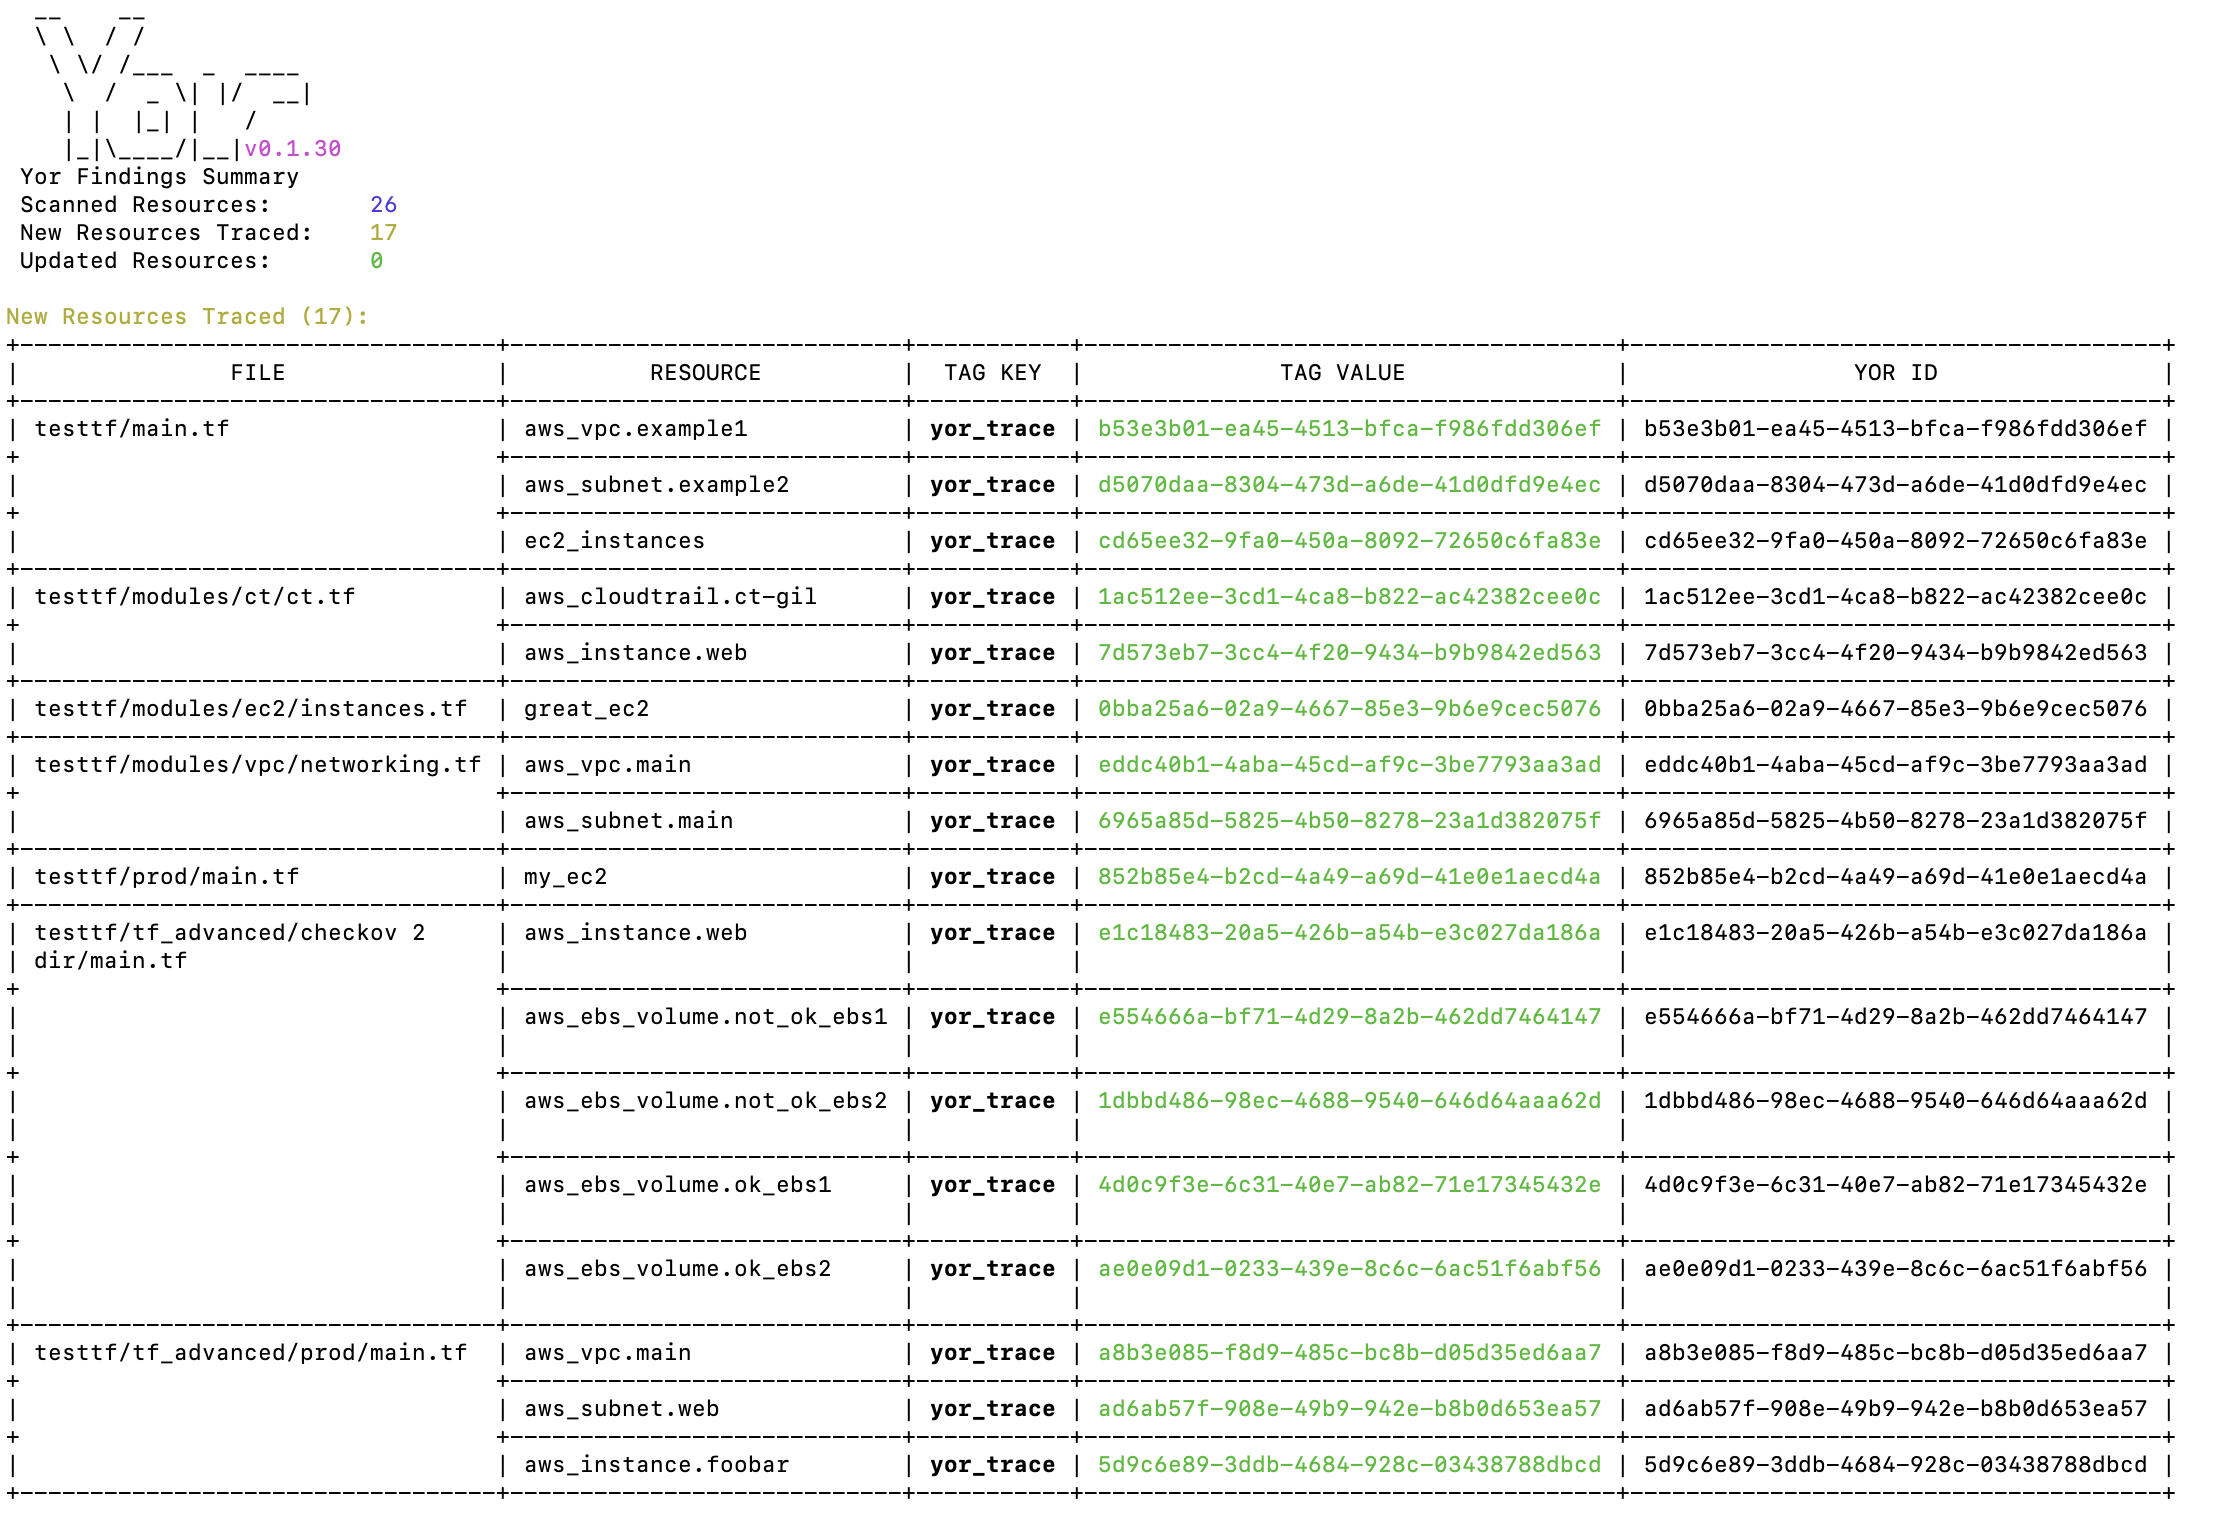 v0.1.30
Yor Findings Summary
Scanned Resources: 26
New Resources Traced: 17
Updated Resources: 0
New Resources Traced (17):
FILE | RESOURCE | TAG KEY | TAG VALUE | YOR ID
testtf/main.tf | aws_vpc.example1 | yor_trace | b53e3b01-ea45-4513-bfca-f986fdd306ef | b53e3b01-ea45-4513-bfca-f986fdd306ef
aws_subnet.example2 | yor_trace | d5070daa-8304-473d-a6de-41d0dfd9e4ec | d5070daa-8304-473d-a6de-41d0dfd9e4ec
ec2_instances | yor_trace | cd65ee32-9fa0-450a-8092-72650c6fa83e | cd65ee32-9fa0-450a-8092-72650c6fa83e
testtf/modules/ct/ct.tf | aws_cloudtrail.ct-gil | yor_trace | 1ac512ee-3cd1-4ca8-b822-ac42382cee0c | 1ac512ee-3cd1-4ca8-b822-ac42382cee0c
aws_instance.web | yor_trace | 7d573eb7-3cc4-4f20-9434-b9b9842ed563 | 7d573eb7-3cc4-4f20-9434-b9b9842ed563
testtf/modules/ec2/instances.tf | great_ec2 | yor_trace | 0bba25a6-02a9-4667-85e3-9b6e9cec5076 | 0bba25a6-02a9-4667-85e3-9b6e9cec5076
testtf/modules/vpc/networking.tf | aws_vpc.main | yor_trace | eddc40b1-4aba-45cd-af9c-3be7793aa3ad | eddc40b1-4aba-45cd-af9c-3be7793aa3ad
aws_subnet.main | yor_trace | 6965a85d-5825-4b50-8278-23a1d382075f | 6965a85d-5825-4b50-8278-23a1d382075f
testtf/prod/main.tf | my_ec2 | yor_trace | 852b85e4-b2cd-4a49-a69d-41e0e1aecd4a | 852b85e4-b2cd-4a49-a69d-41e0e1aecd4a
testtf/tf_advanced/checkov 2 | aws_instance.web | yor_trace | e1c18483-20a5-426b-a54b-e3c027da186a | e1c18483-20a5-426b-a54b-e3c027da186a
dir/main.tf
aws_ebs_volume.not_ok_ebs1 | yor_trace | e554666a-bf71-4d29-8a2b-462dd7464147 | e554666a-bf71-4d29-8a2b-462dd7464147
aws_ebs_volume.not_ok_ebs2 | yor_trace | 1dbbd486-98ec-4688-9540-646d64aaa62d | 1dbbd486-98ec-4688-9540-646d64aaa62d
aws_ebs_volume.ok_ebs1 | yor_trace | 4d0c9f3e-6c31-40e7-ab82-71e17345432e | 4d0c9f3e-6c31-40e7-ab82-71e17345432e
aws_ebs_volume.ok_ebs2 | yor_trace | ae0e09d1-0233-439e-8c6c-6ac51f6abf56 | ae0e09d1-0233-439e-8c6c-6ac51f6abf56
testtf/tf_advanced/prod/main.tf | aws_vpc.main | yor_trace | a8b3e085-f8d9-485c-bc8b-d05d35ed6aa7 | a8b3e085-f8d9-485c-bc8b-d05d35ed6aa7
aws_subnet.web | yor_trace | ad6ab57f-908e-49b9-942e-b8b0d653ea57 | ad6ab57f-908e-49b9-942e-b8b0d653ea57
aws_instance.foobar | yor_trace | 5d9c6e89-3ddb-4684-928c-03438788dbcd | 5d9c6e89-3ddb-4684-928c-03438788dbcd